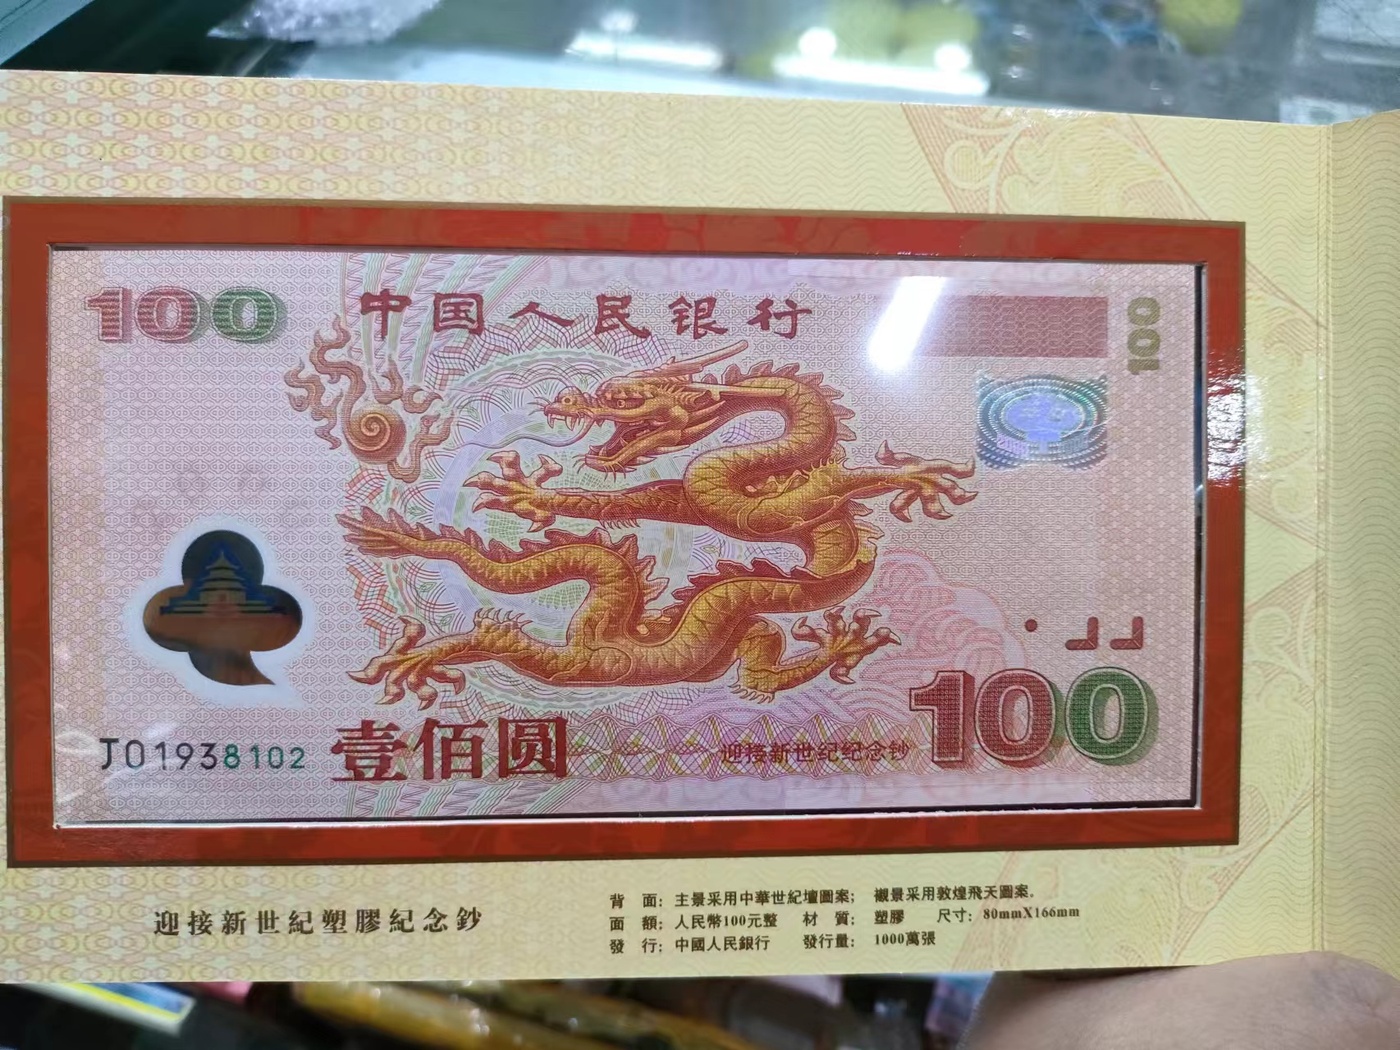 100 中国人民银行
100
J01938102 壹佰圆 迎接新世纪纪念钞 100
迎接新世紀塑膠紀念鈔
背 面：主景采用中華世紀壇圖案； 襯景采用敦煌飛天圖案.
面 額：人民幣100元整 材 質： 塑膠 尺寸：80mmX166mm
發 行：中國人民銀行 發行量： 1000萬張